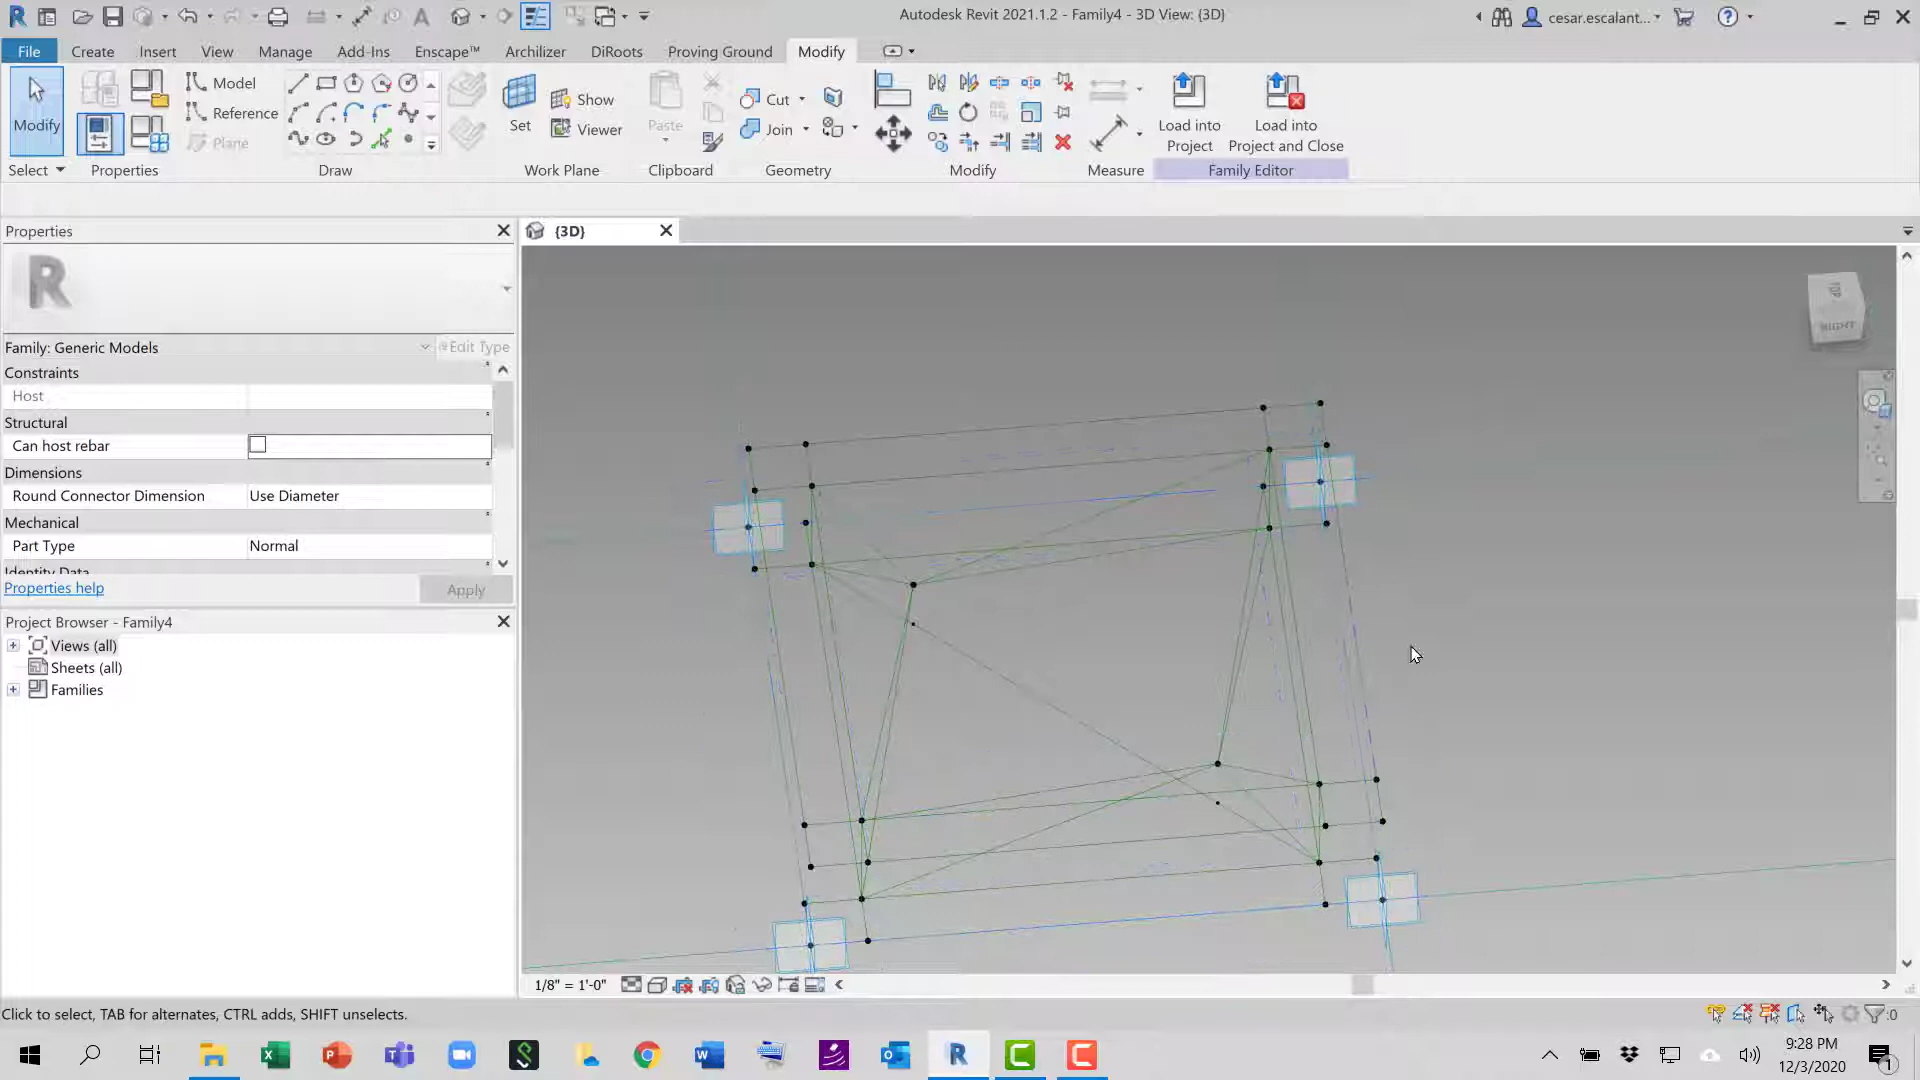 Autodesk Revit 2021.1.2 - Family4 - 3D View: {3D}
cesar.escalant...
File Create Insert View Manage Add-Ins Enscape™ Archilizer DiRoots Proving Ground Modify
Modify
Model
Reference
Plane
Set
Show
Viewer
Paste
Cut
Join
Load into Project
Load into Project and Close
Select Properties Draw Work Plane Clipboard Geometry Modify Measure Family Editor
Properties
{3D}
R
Family: Generic Models
Edit Type
Constraints
Host
Structural
Can host rebar
Dimensions
Round Connector Dimension Use Diameter
Mechanical
Part Type Normal
Identity Data
Properties help
Apply
Project Browser - Family4
Views (all)
Sheets (all)
Families
TOP
RIGHT
1/8" = 1'-0"
Click to select, TAB for alternates, CTRL adds, SHIFT unselects.
:0
9:28 PM
12/3/2020
1